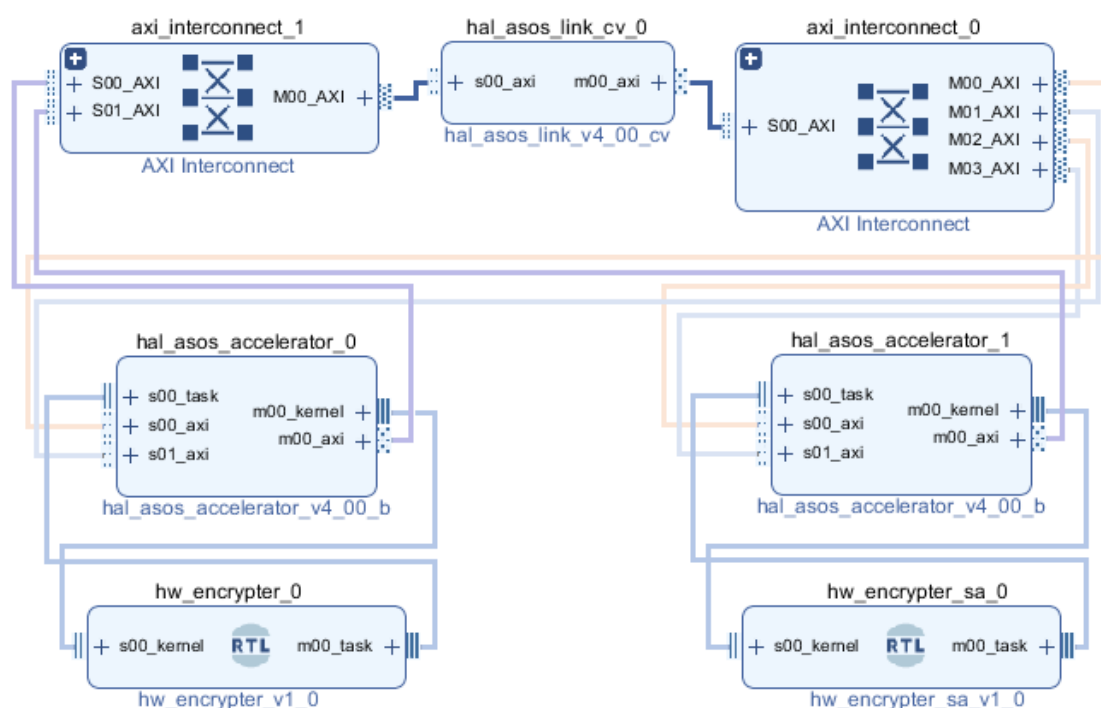 axi_interconnect_1
S00_AXI
S01_AXI
M00_AXI
AXI Interconnect
hal_asos_link_cv_0
s00_axi
m00_axi
hal_asos_link_v4_00_cv
axi_interconnect_0
S00_AXI
M00_AXI
M01_AXI
M02_AXI
M03_AXI
AXI Interconnect
hal_asos_accelerator_0
s00_task
s00_axi
s01_axi
m00_kernel
m00_axi
hal_asos_accelerator_v4_00_b
hal_asos_accelerator_1
s00_task
s00_axi
s01_axi
m00_kernel
m00_axi
hal_asos_accelerator_v4_00_b
hw_encrypter_0
s00_kernel
RTL
m00_task
hw_encrypter_v1_0
hw_encrypter_sa_0
s00_kernel
RTL
m00_task
hw_encrypter_sa_v1_0